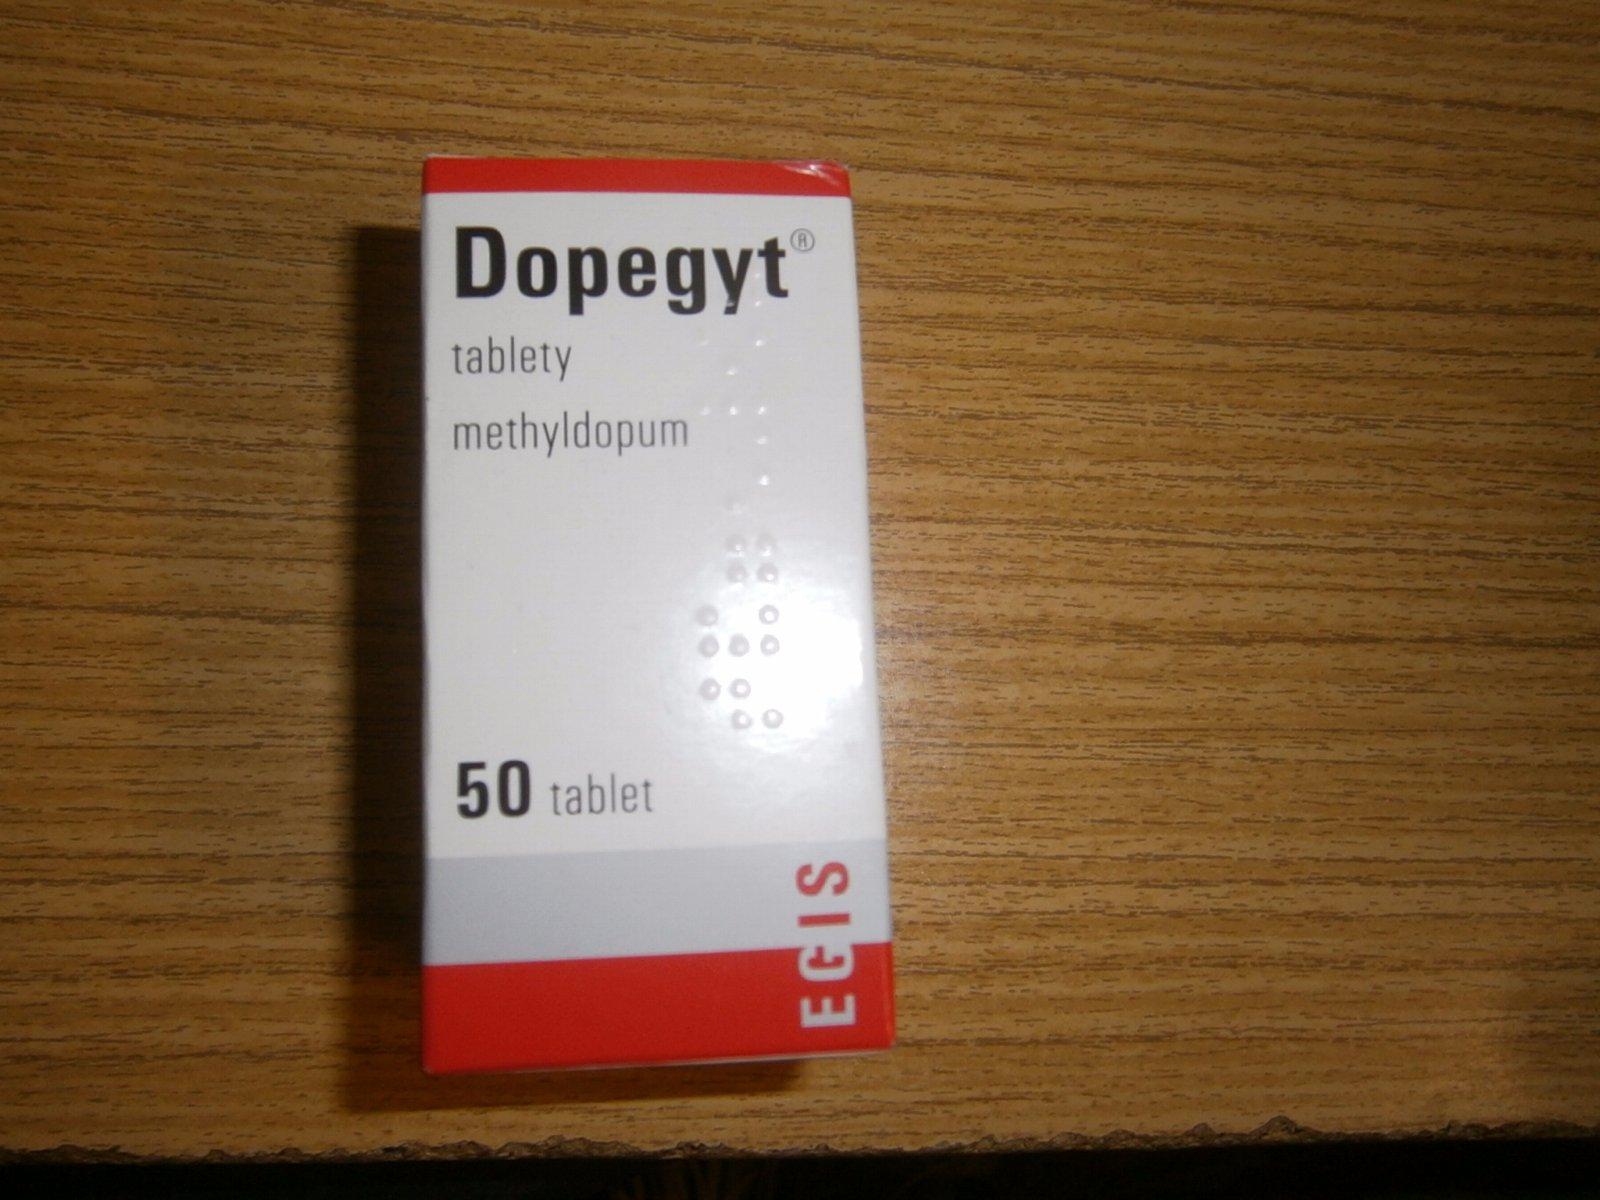 Dopegyt®
tablety
methyldopum
50 tablet
EGIS